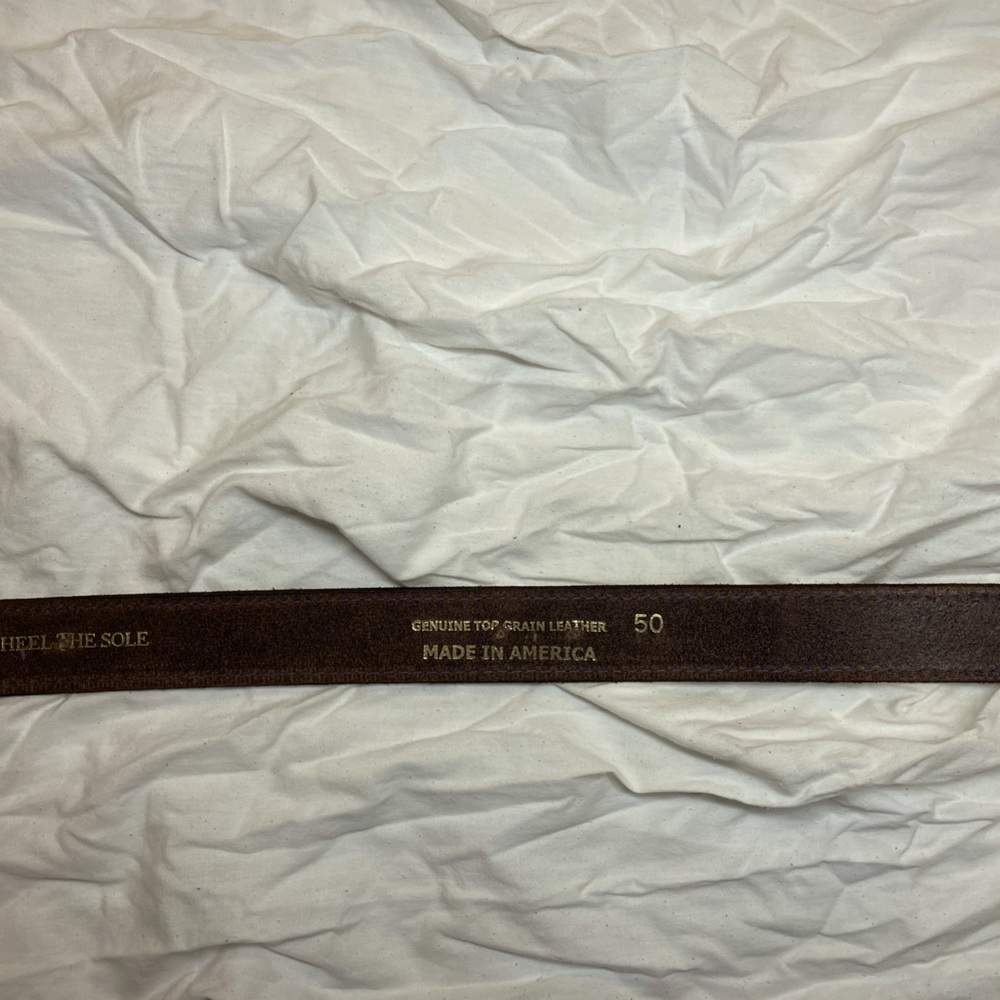 HEEL THE SOLE
GENUINE TOP GRAIN LEATHER 50
MADE IN AMERICA